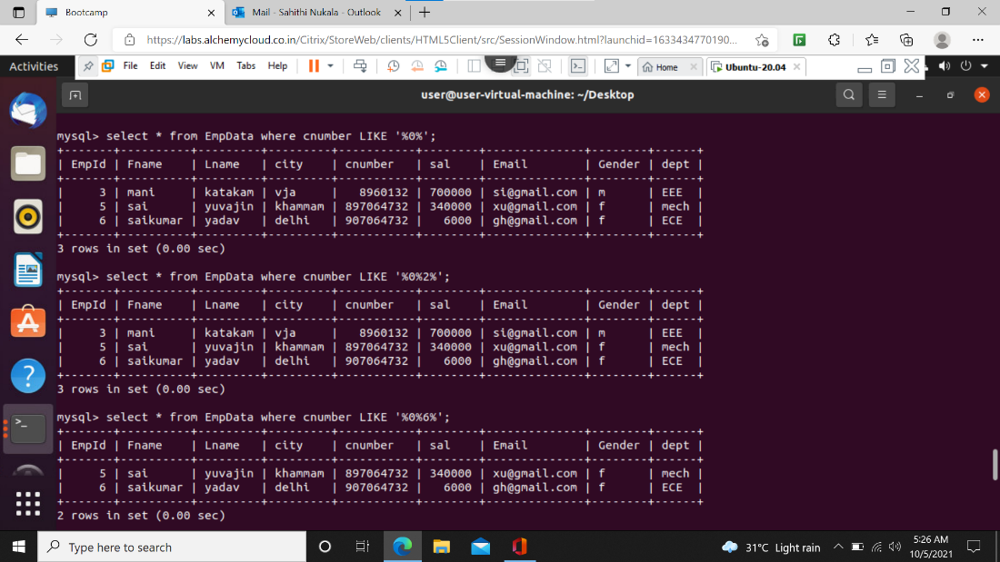 Bootcamp
Mail - Sahithi Nukala - Outlook
https://labs.alchemycloud.co.in/Citrix/StoreWeb/clients/HTML5Client/src/SessionWindow.html?launchid=1633434770190...
Activities File Edit View VM Tabs Help Home Ubuntu-20.04
user@user-virtual-machine: ~/Desktop
mysql> select * from EmpData where cnumber LIKE '%0%';
+-------+----------+---------+---------+-----------+--------+--------------+--------+------+
| EmpId | Fname | Lname | city | cnumber | sal | Email | Gender | dept |
+-------+----------+---------+---------+-----------+--------+--------------+--------+------+
| 3 | mani | katakam | vja | 8960132 | 700000 | si@gmail.com | m | EEE |
| 5 | sai | yuvajin | khammam | 897064732 | 340000 | xu@gmail.com | f | mech |
| 6 | saikumar | yadav | delhi | 907064732 | 6000 | gh@gmail.com | f | ECE |
+-------+----------+---------+---------+-----------+--------+--------------+--------+------+
3 rows in set (0.00 sec)
mysql> select * from EmpData where cnumber LIKE '%0%2%';
+-------+----------+---------+---------+-----------+--------+--------------+--------+------+
| EmpId | Fname | Lname | city | cnumber | sal | Email | Gender | dept |
+-------+----------+---------+---------+-----------+--------+--------------+--------+------+
| 3 | mani | katakam | vja | 8960132 | 700000 | si@gmail.com | m | EEE |
| 5 | sai | yuvajin | khammam | 897064732 | 340000 | xu@gmail.com | f | mech |
| 6 | saikumar | yadav | delhi | 907064732 | 6000 | gh@gmail.com | f | ECE |
+-------+----------+---------+---------+-----------+--------+--------------+--------+------+
3 rows in set (0.00 sec)
mysql> select * from EmpData where cnumber LIKE '%0%6%';
+-------+----------+---------+---------+-----------+--------+--------------+--------+------+
| EmpId | Fname | Lname | city | cnumber | sal | Email | Gender | dept |
+-------+----------+---------+---------+-----------+--------+--------------+--------+------+
| 5 | sai | yuvajin | khammam | 897064732 | 340000 | xu@gmail.com | f | mech |
| 6 | saikumar | yadav | delhi | 907064732 | 6000 | gh@gmail.com | f | ECE |
+-------+----------+---------+---------+-----------+--------+--------------+--------+------+
2 rows in set (0.00 sec)
Type here to search
31°C Light rain
5:26 AM
10/5/2021